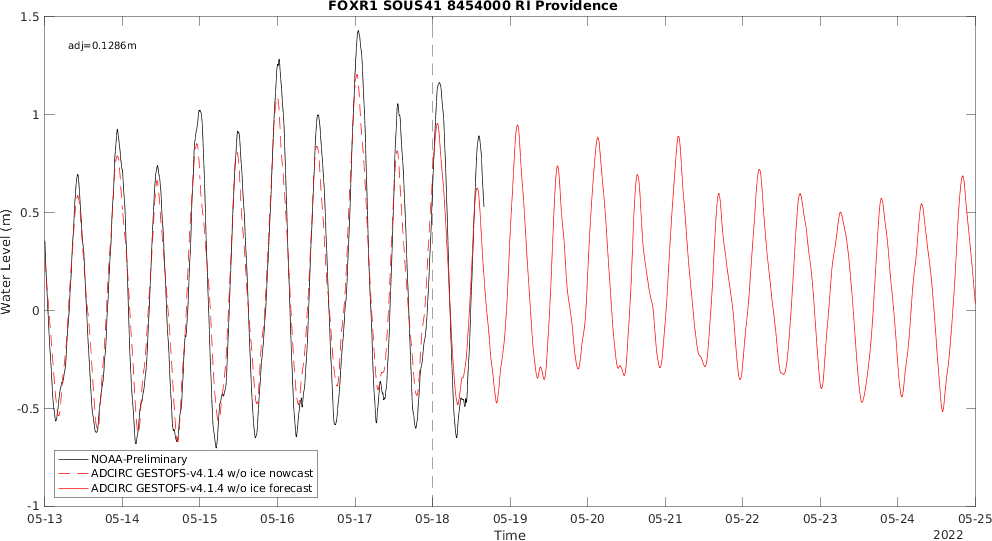 FOXR1 SOUS41 8454000 RI Providence
adj=0.1286m
1.5
1
0.5
0
-0.5
-1
Water Level (m)
NOAA-Preliminary
ADCIRC GESTOFS-v4.1.4 w/o ice nowcast
ADCIRC GESTOFS-v4.1.4 w/o ice forecast
05-13 05-14 05-15 05-16 05-17 05-18 05-19 05-20 05-21 05-22 05-23 05-24 05-25
Time
2022